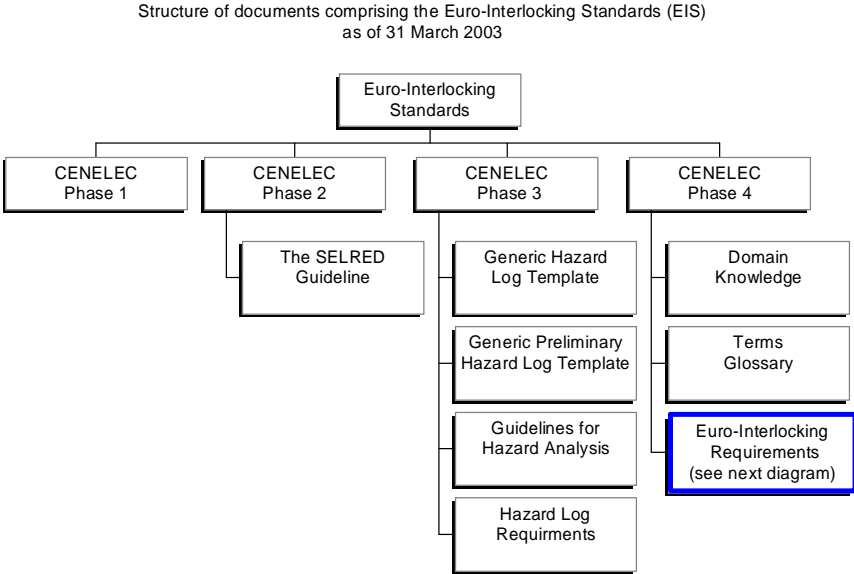 Structure of documents comprising the Euro-Interlocking Standards (EIS)
as of 31 March 2003
Euro-Interlocking
Standards
CENELEC
Phase 1
CENELEC
Phase 2
CENELEC
Phase 3
CENELEC
Phase 4
The SELRED
Guideline
Generic Hazard
Log Template
Generic Preliminary
Hazard Log Template
Guidelines for
Hazard Analysis
Hazard Log
Requirments
Domain
Knowledge
Terms
Glossary
Euro-Interlocking
Requirements
(see next diagram)